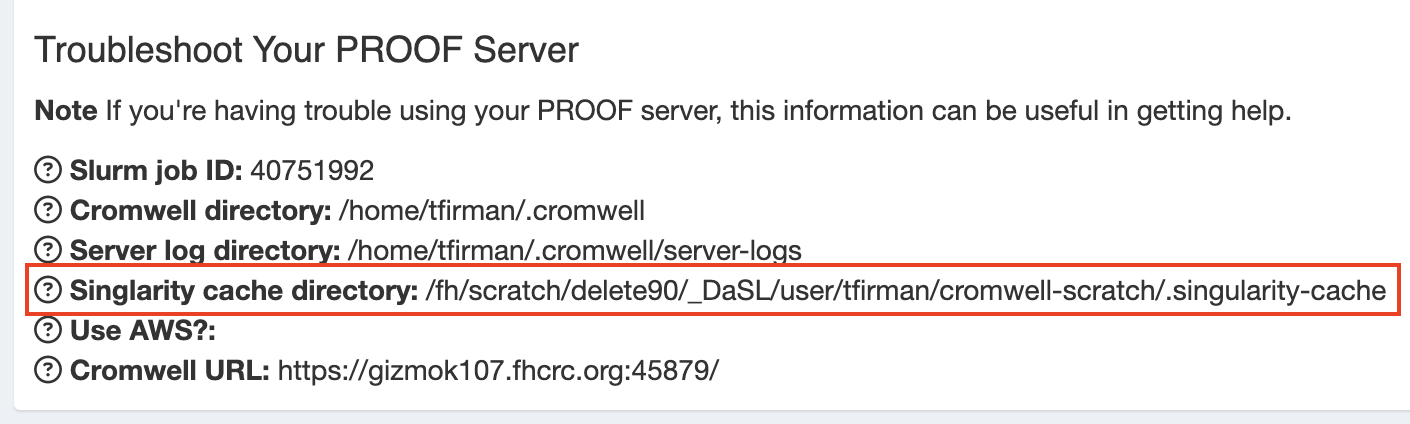 Troubleshoot Your PROOF Server
Note If you're having trouble using your PROOF server, this information can be useful in getting help.
Slurm job ID: 40751992
Cromwell directory: /home/tfirman/.cromwell
Server log directory: /home/tfirman/.cromwell/server-logs
Singlarity cache directory: /fh/scratch/delete90/_DaSL/user/tfirman/cromwell-scratch/.singularity-cache
Use AWS?:
Cromwell URL: https://gizmok107.fhcrc.org:45879/